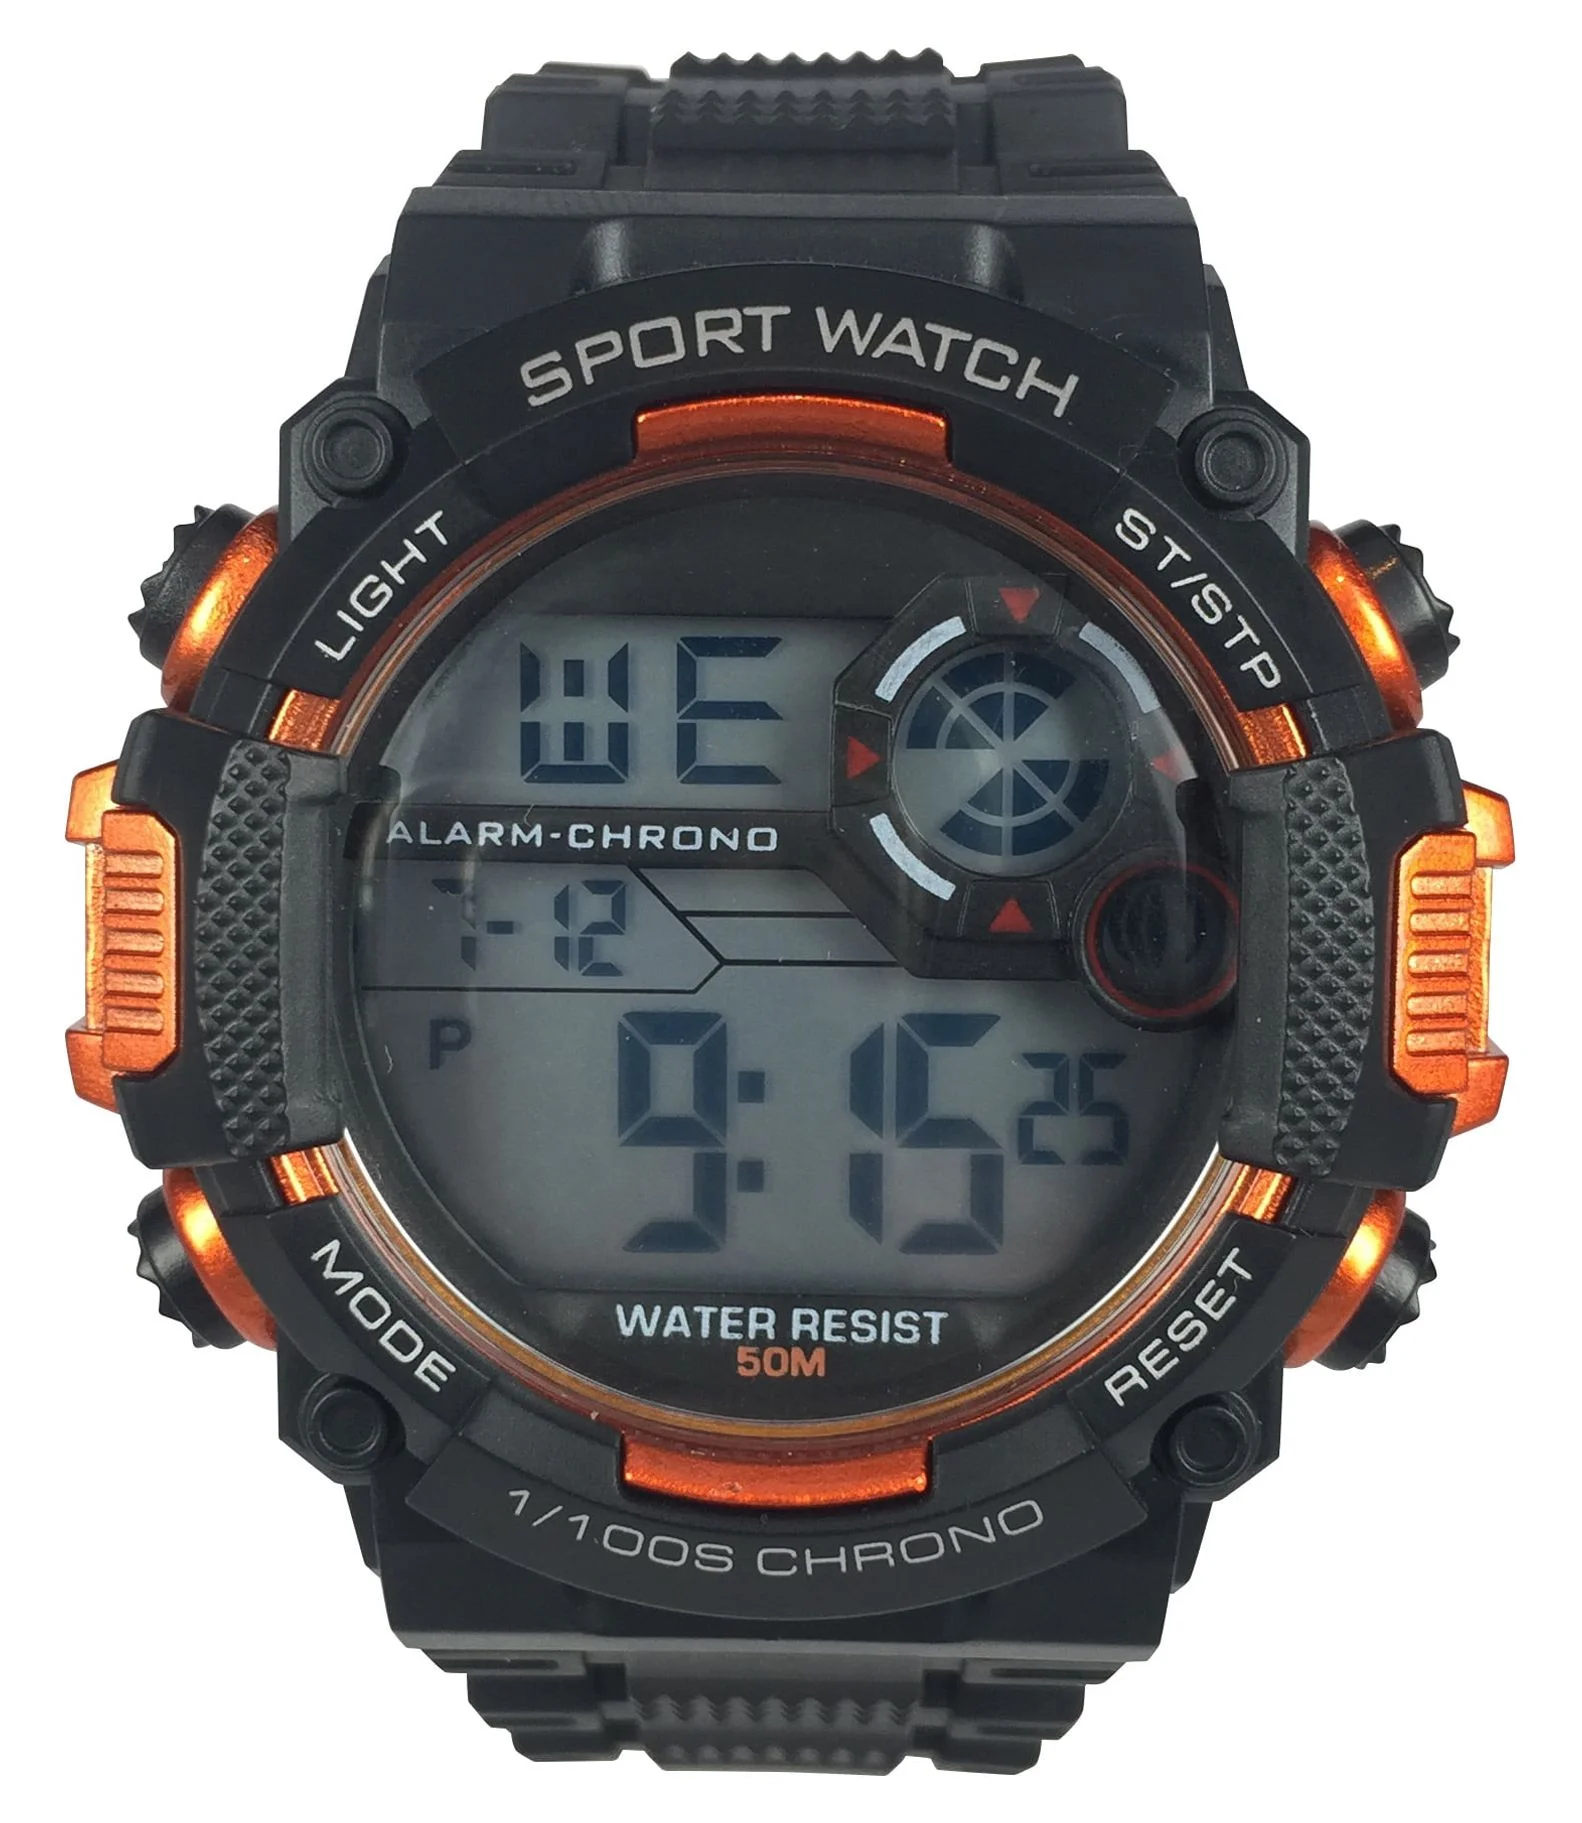 SPORT WATCH
LIGHT
ST/STP
WE
ALARM-CHRONO
7-12
P
9:15 25
WATER RESIST
50M
MODE
RESET
1/100S CHRONO